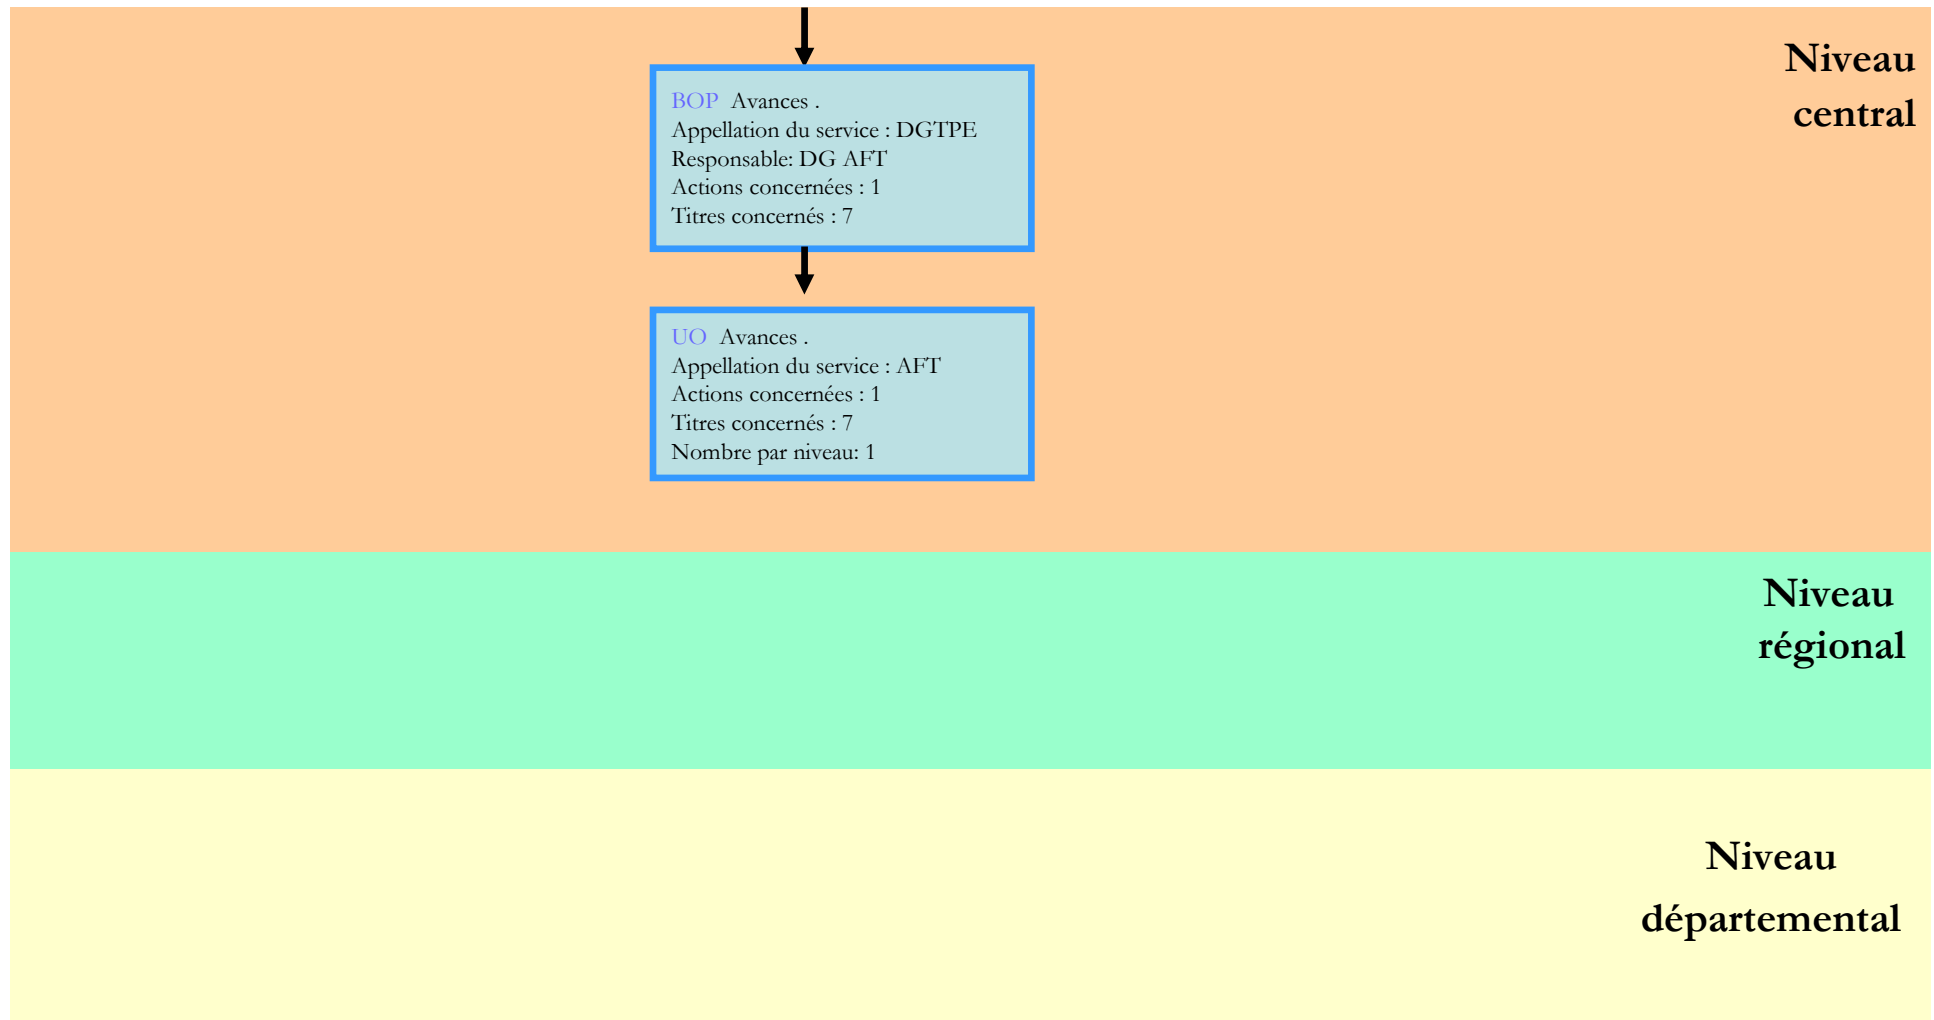 Niveau
central
BOP Avances .
Appellation du service : DGTPE
Responsable: DG AFT
Actions concernées : 1
Titres concernés : 7
UO Avances .
Appellation du service : AFT
Actions concernées : 1
Titres concernés : 7
Nombre par niveau: 1
Niveau
régional
Niveau
départemental